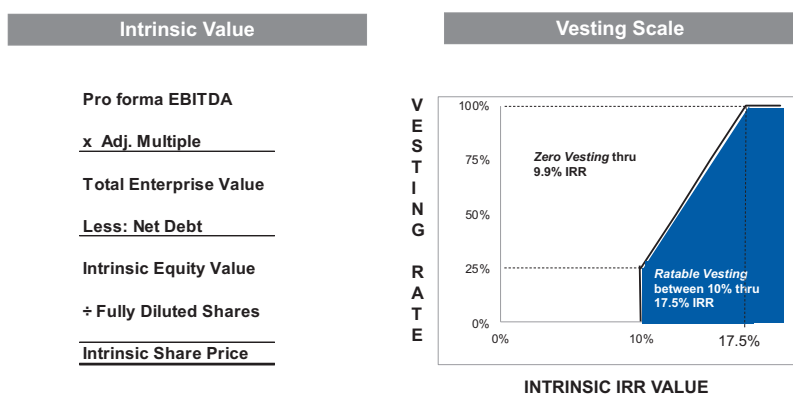 Intrinsic Value
Pro forma EBITDA
x Adj. Multiple
Total Enterprise Value
Less: Net Debt
Intrinsic Equity Value
÷ Fully Diluted Shares
Intrinsic Share Price
Vesting Scale
VESTING RATE
100%
75%
50%
25%
0%
Zero Vesting thru
9.9% IRR
Ratable Vesting
between 10% thru
17.5% IRR
0%
10%
17.5%
INTRINSIC IRR VALUE